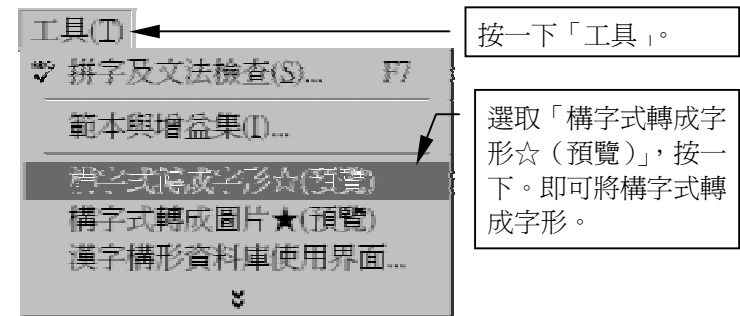 工具(T)
按一下「工具」。
拼字及文法檢查(S)... F7
範本與增益集(I)...
選取「構字式轉成字
形☆（預覽）」，按一
下。即可將構字式轉
成字形。
構字式轉成字形☆(預覽)
構字式轉成圖片★(預覽)
漢字構形資料庫使用界面...